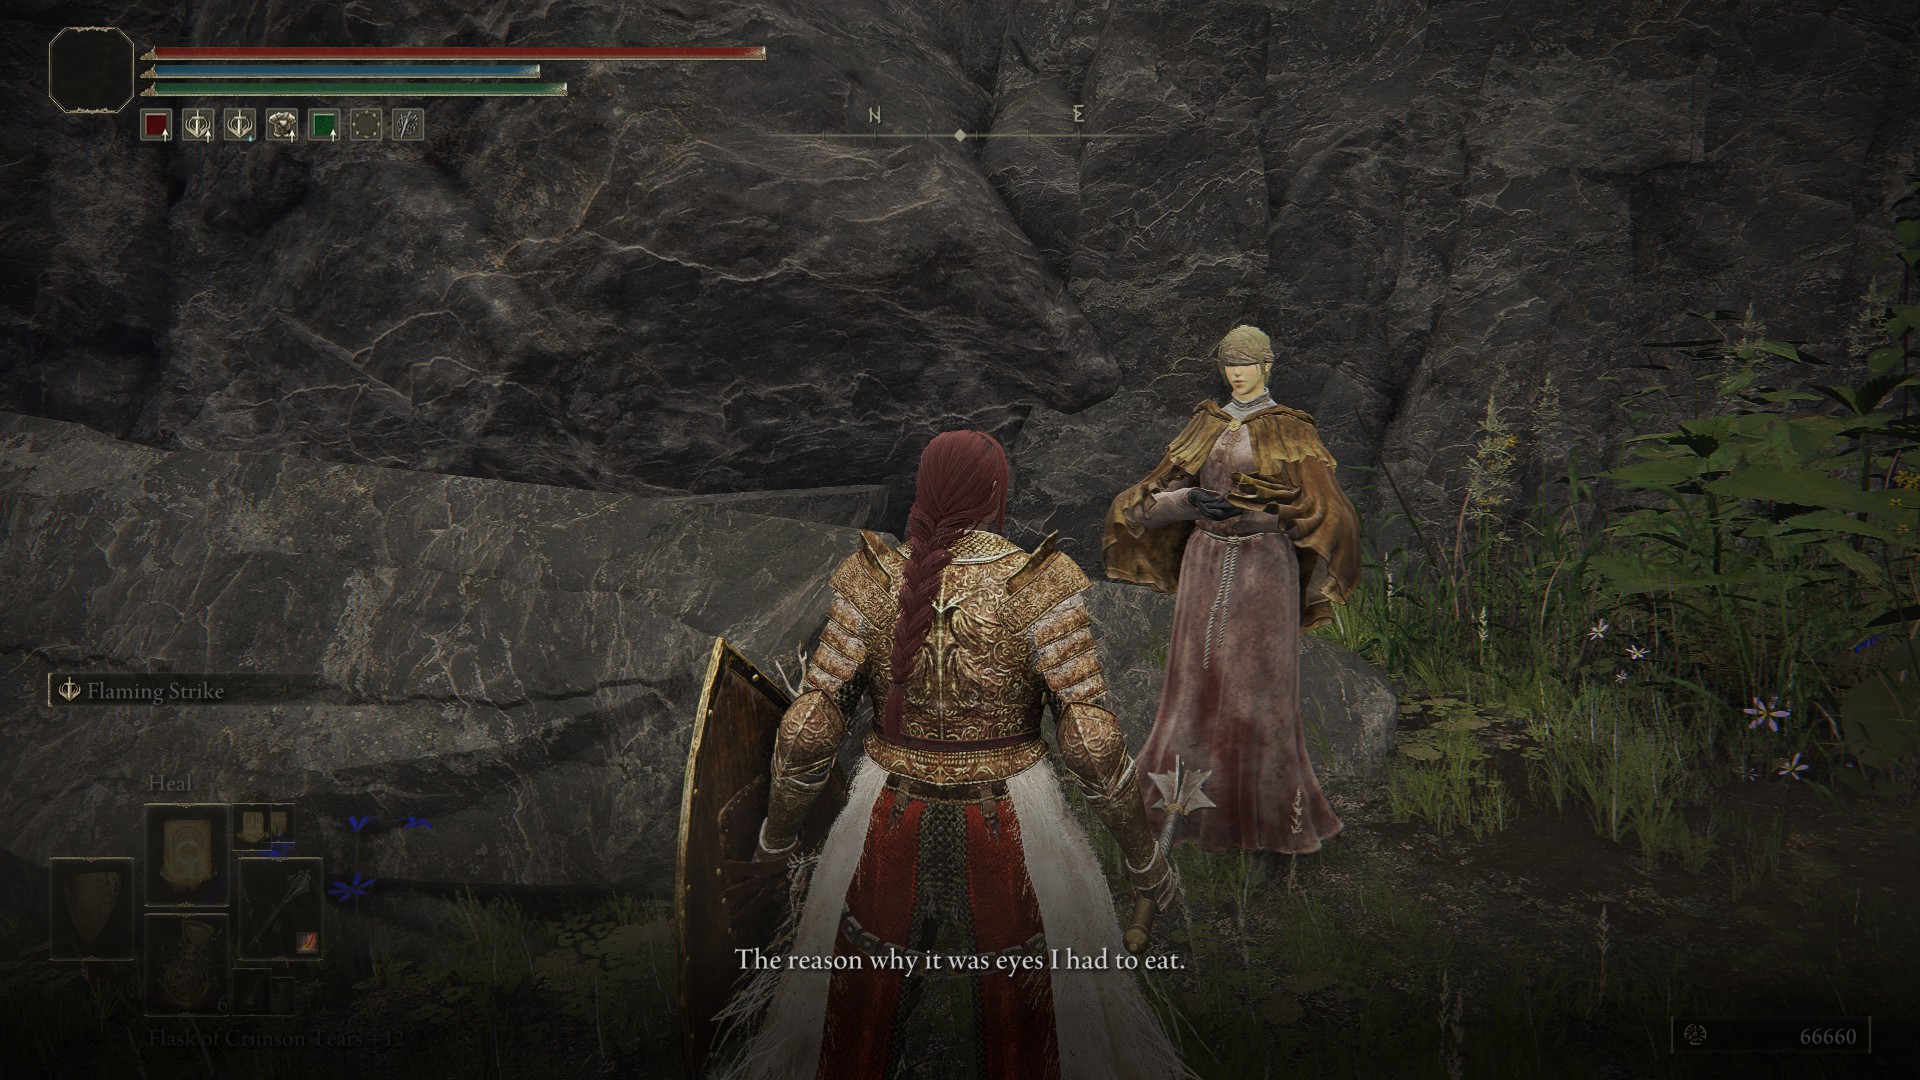 N
E
Flaming Strike
Heal
6
Flask of Crimson Tears +12
The reason why it was eyes I had to eat.
66660